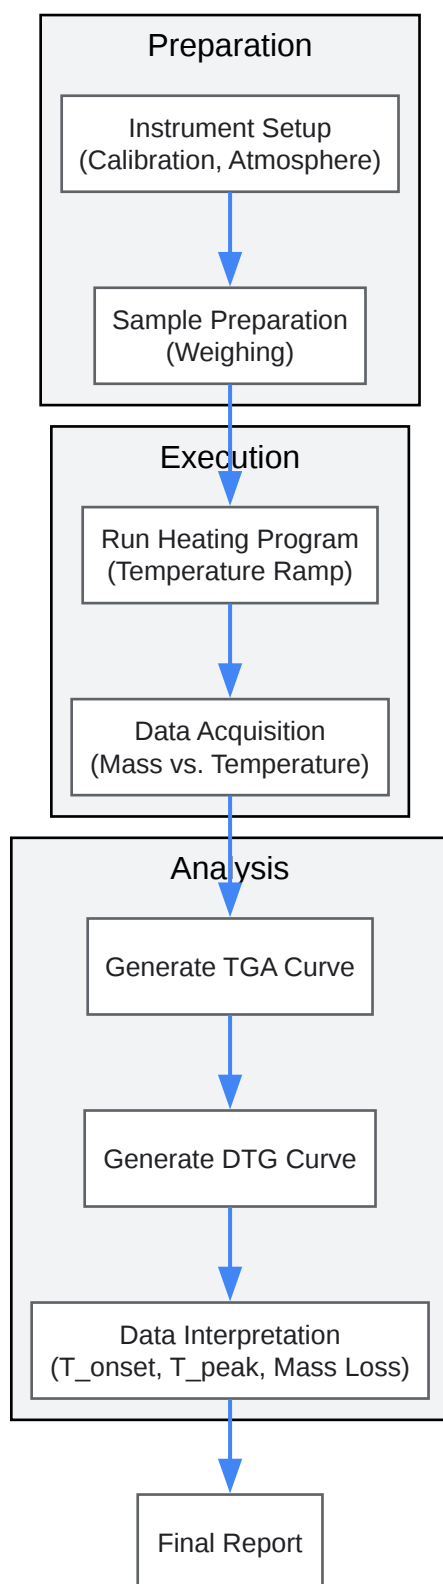 Preparation
Instrument Setup
(Calibration, Atmosphere)
Sample Preparation
(Weighing)
Execution
Run Heating Program
(Temperature Ramp)
Data Acquisition
(Mass vs. Temperature)
Analysis
Generate TGA Curve
Generate DTG Curve
Data Interpretation
(T_onset, T_peak, Mass Loss)
Final Report